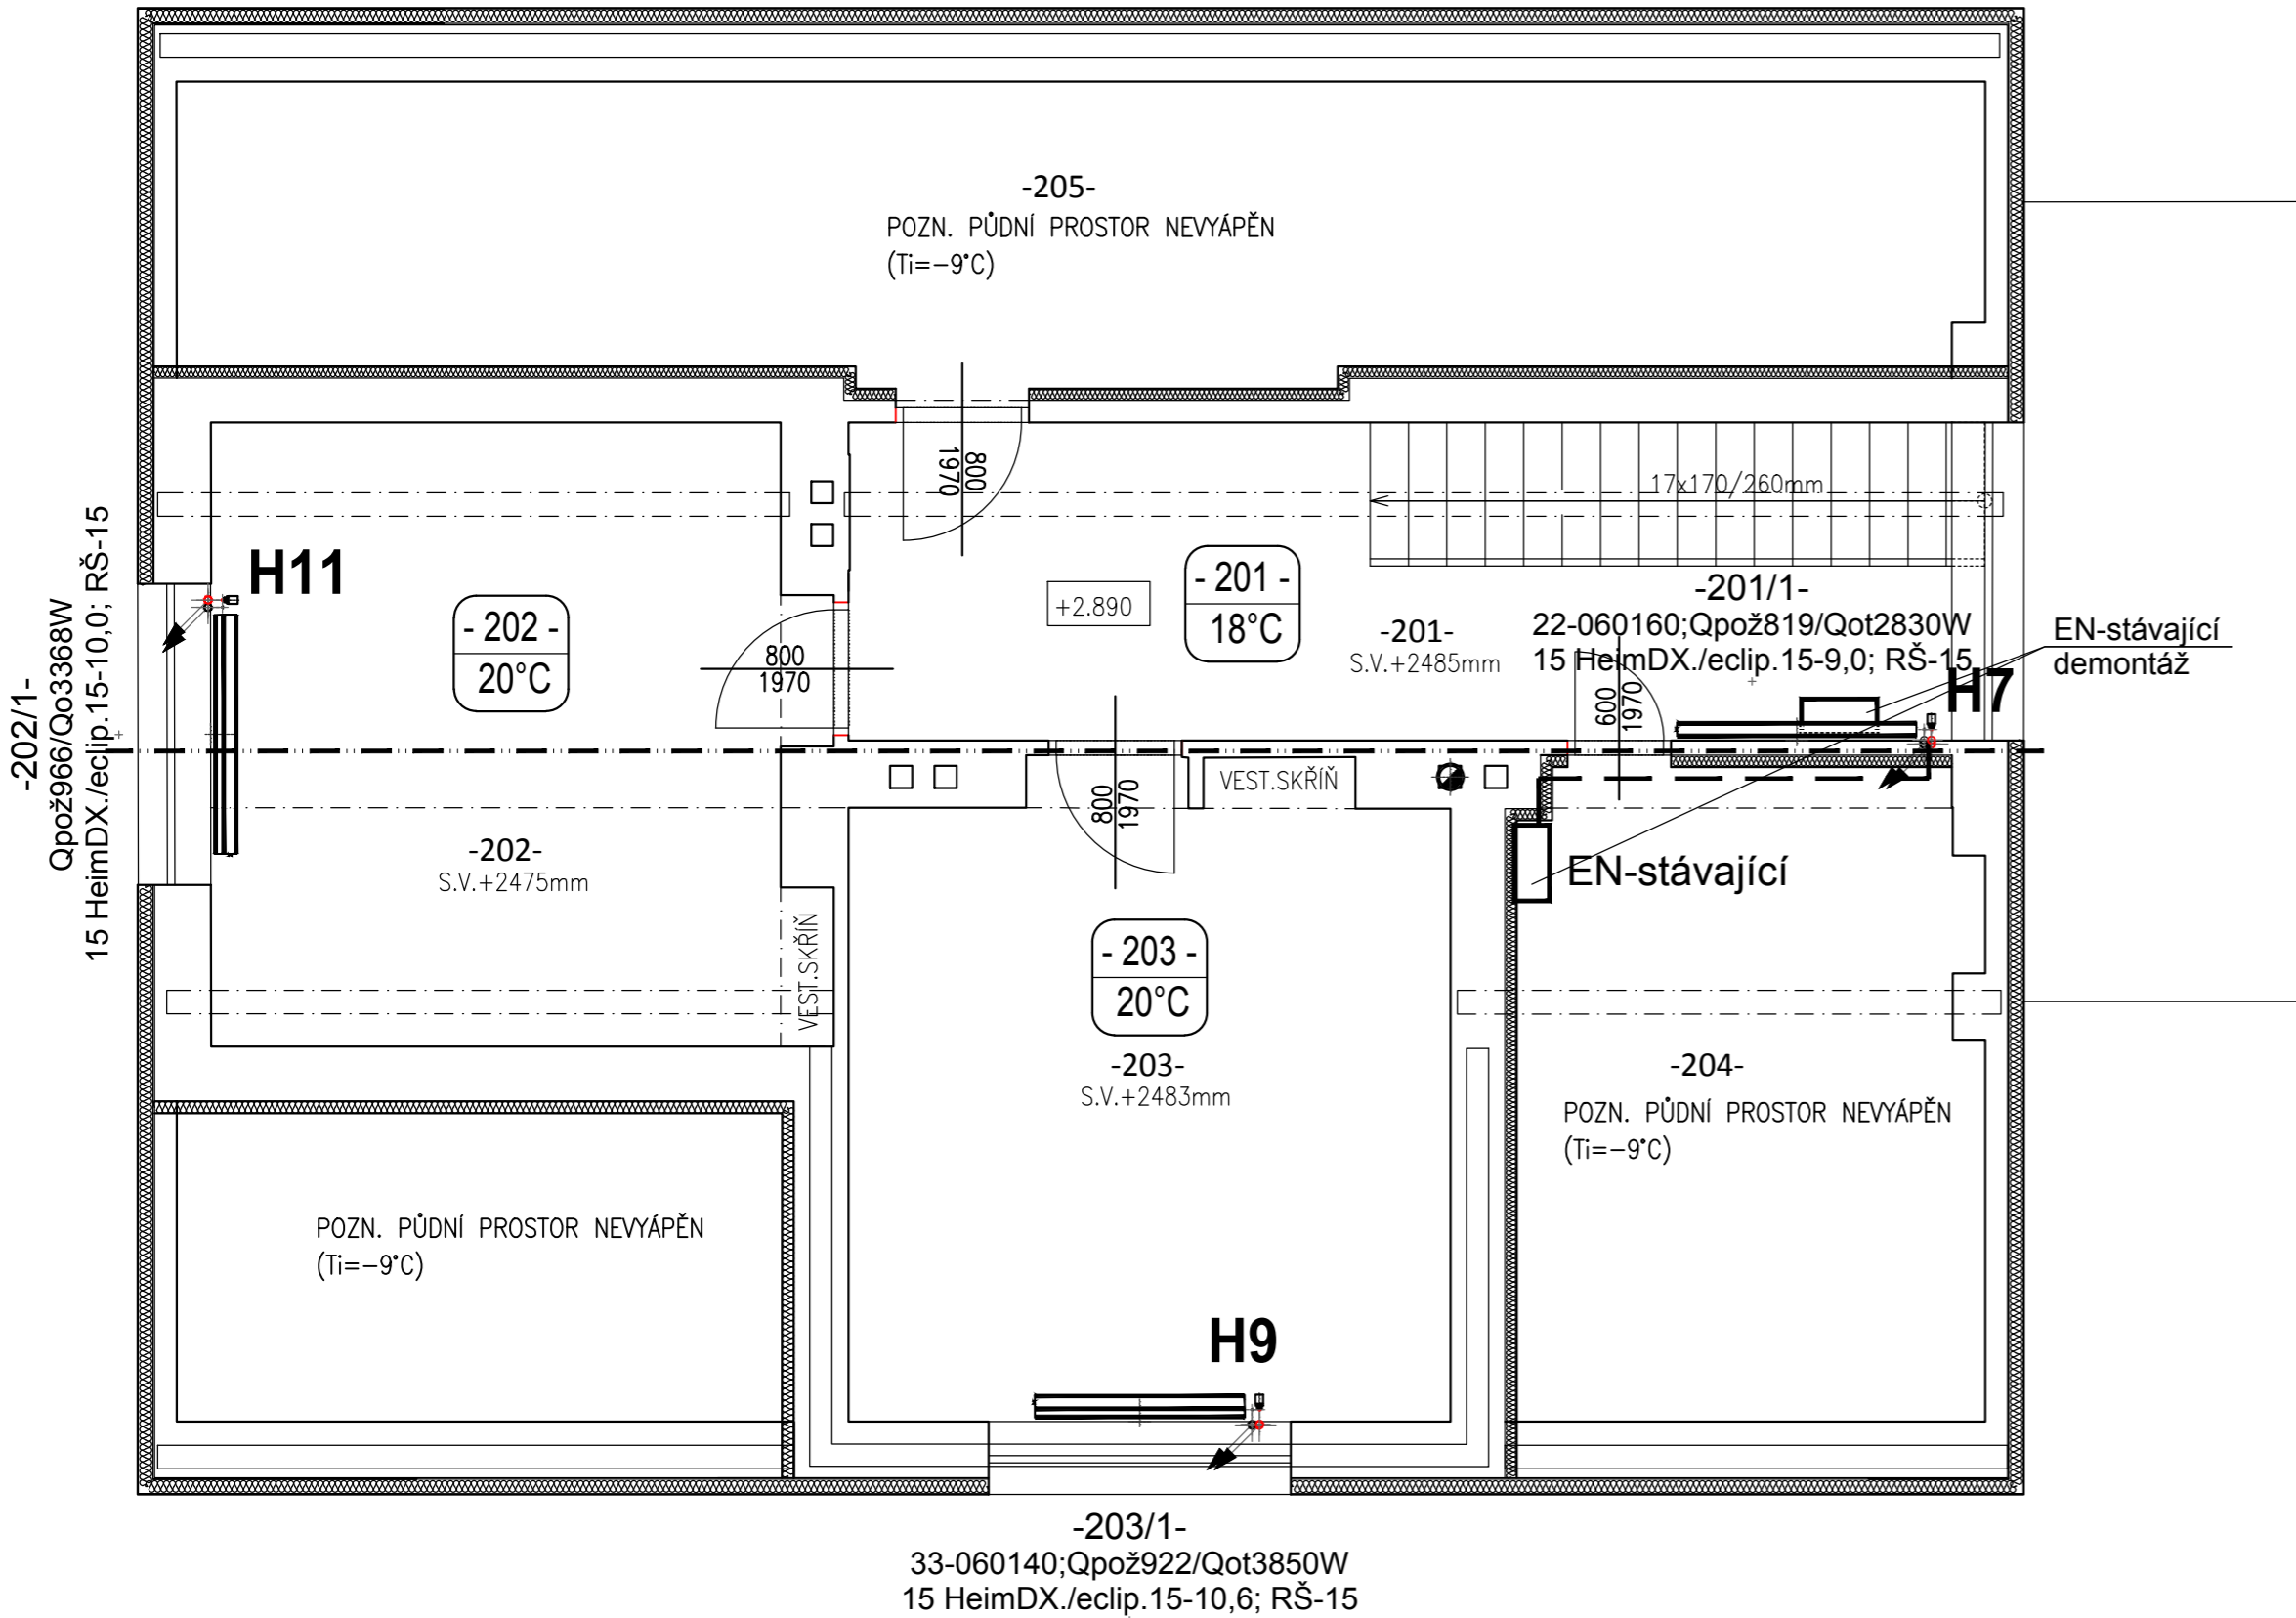 -205-
POZN. PŮDNÍ PROSTOR NEVYÁPĚN
(Ti=-9°C)
800
1970
17x170/260mm
H11
- 202 -
20°C
800
1970
+2.890
- 201 -
18°C
-201-
S.V.+2485mm
-201/1-
22-060160;Qpož819/Qot2830W
15 HeimDX./eclip.15-9,0; RŠ-15
EN-stávající
demontáž
H7
600
1970
-202/1-
Qpož966/Qo3368W
15 HeimDX./eclip.15-10,0; RŠ-15
-202-
S.V.+2475mm
VEST.SKŘÍŇ
800
1970
VEST.SKŘÍŇ
EN-stávající
- 203 -
20°C
-203-
S.V.+2483mm
-204-
POZN. PŮDNÍ PROSTOR NEVYÁPĚN
(Ti=-9°C)
POZN. PŮDNÍ PROSTOR NEVYÁPĚN
(Ti=-9°C)
H9
-203/1-
33-060140;Qpož922/Qot3850W
15 HeimDX./eclip.15-10,6; RŠ-15